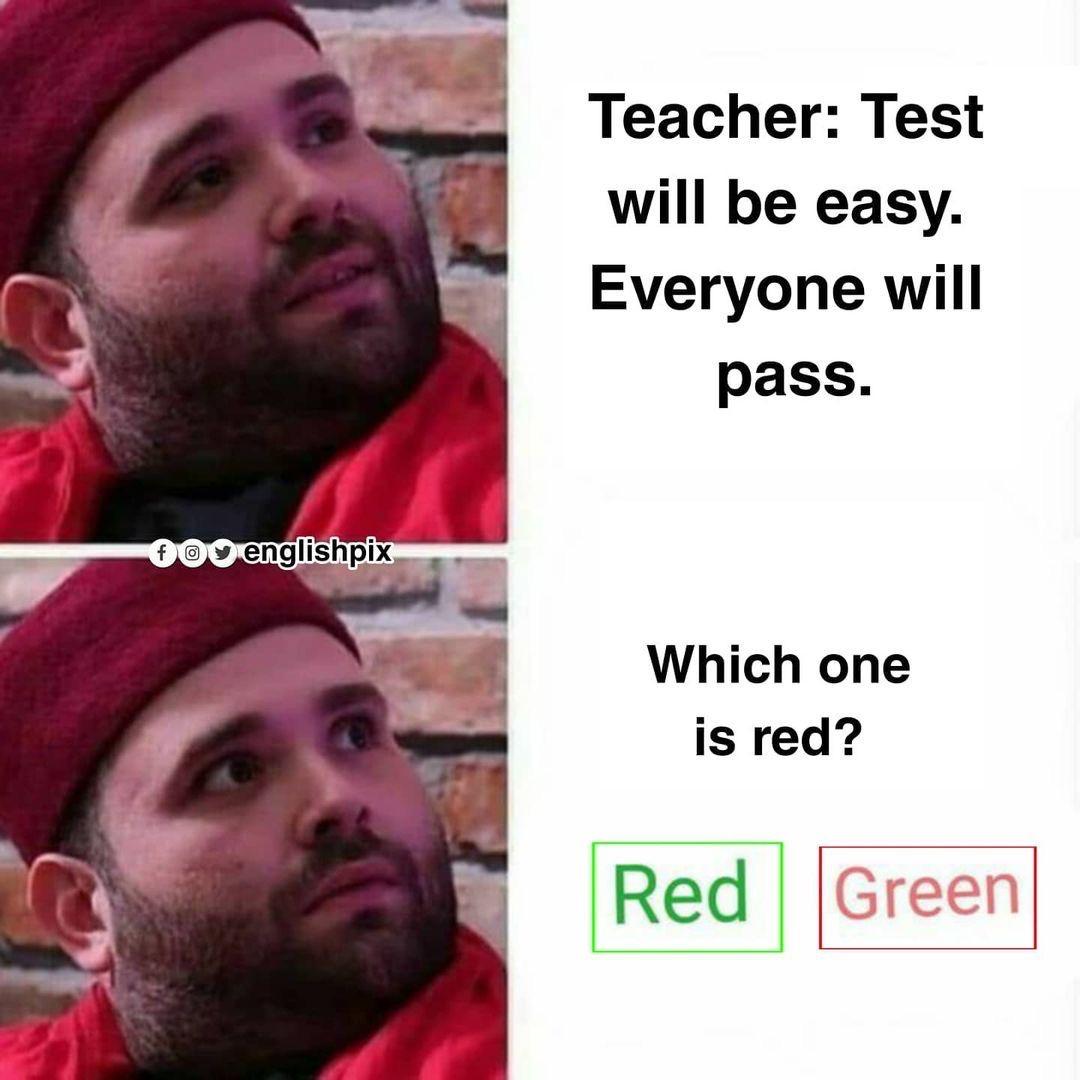 Teacher: Test
will be easy.
Everyone will
pass.
englishpix
Which one
is red?
Red Green